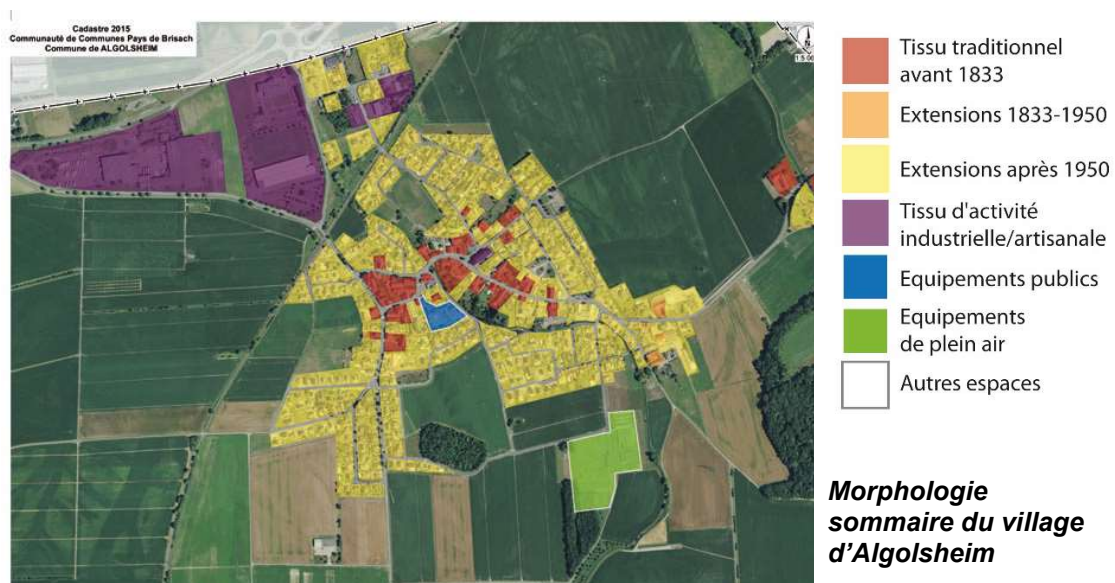 Cadastre 2015
Communauté de Communes Pays de Brisach
Commune de ALGOLSHEIM
Tissu traditionnel
avant 1833
Extensions 1833-1950
Extensions après 1950
Tissu d'activité
industrielle/artisanale
Equipements publics
Equipements
de plein air
Autres espaces
Morphologie
sommaire du village
d'Algolsheim